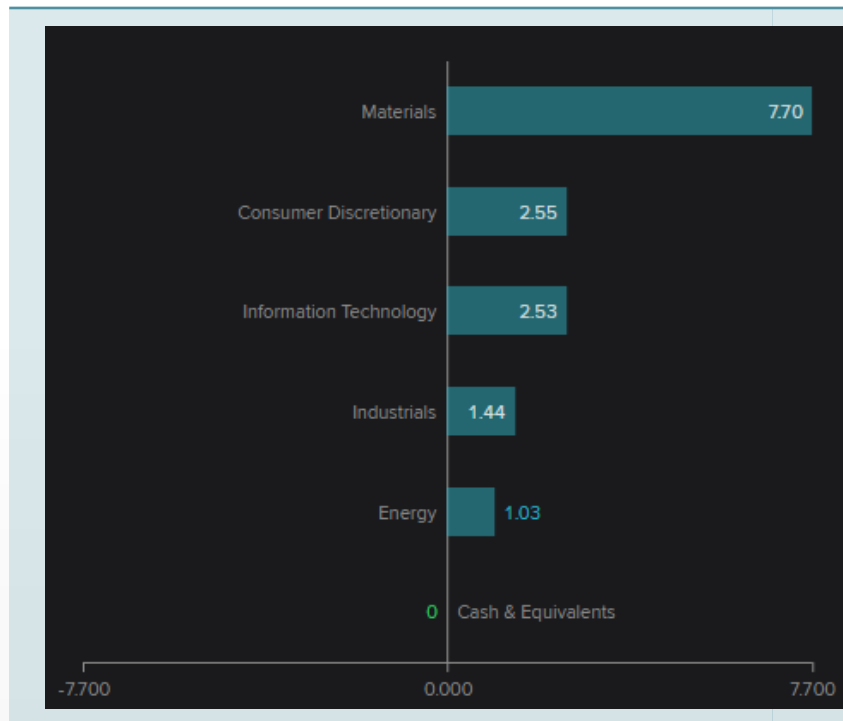 Materials 7.70
Consumer Discretionary 2.55
Information Technology 2.53
Industrials 1.44
Energy 1.03
0 Cash & Equivalents
-7.700 0.000 7.700